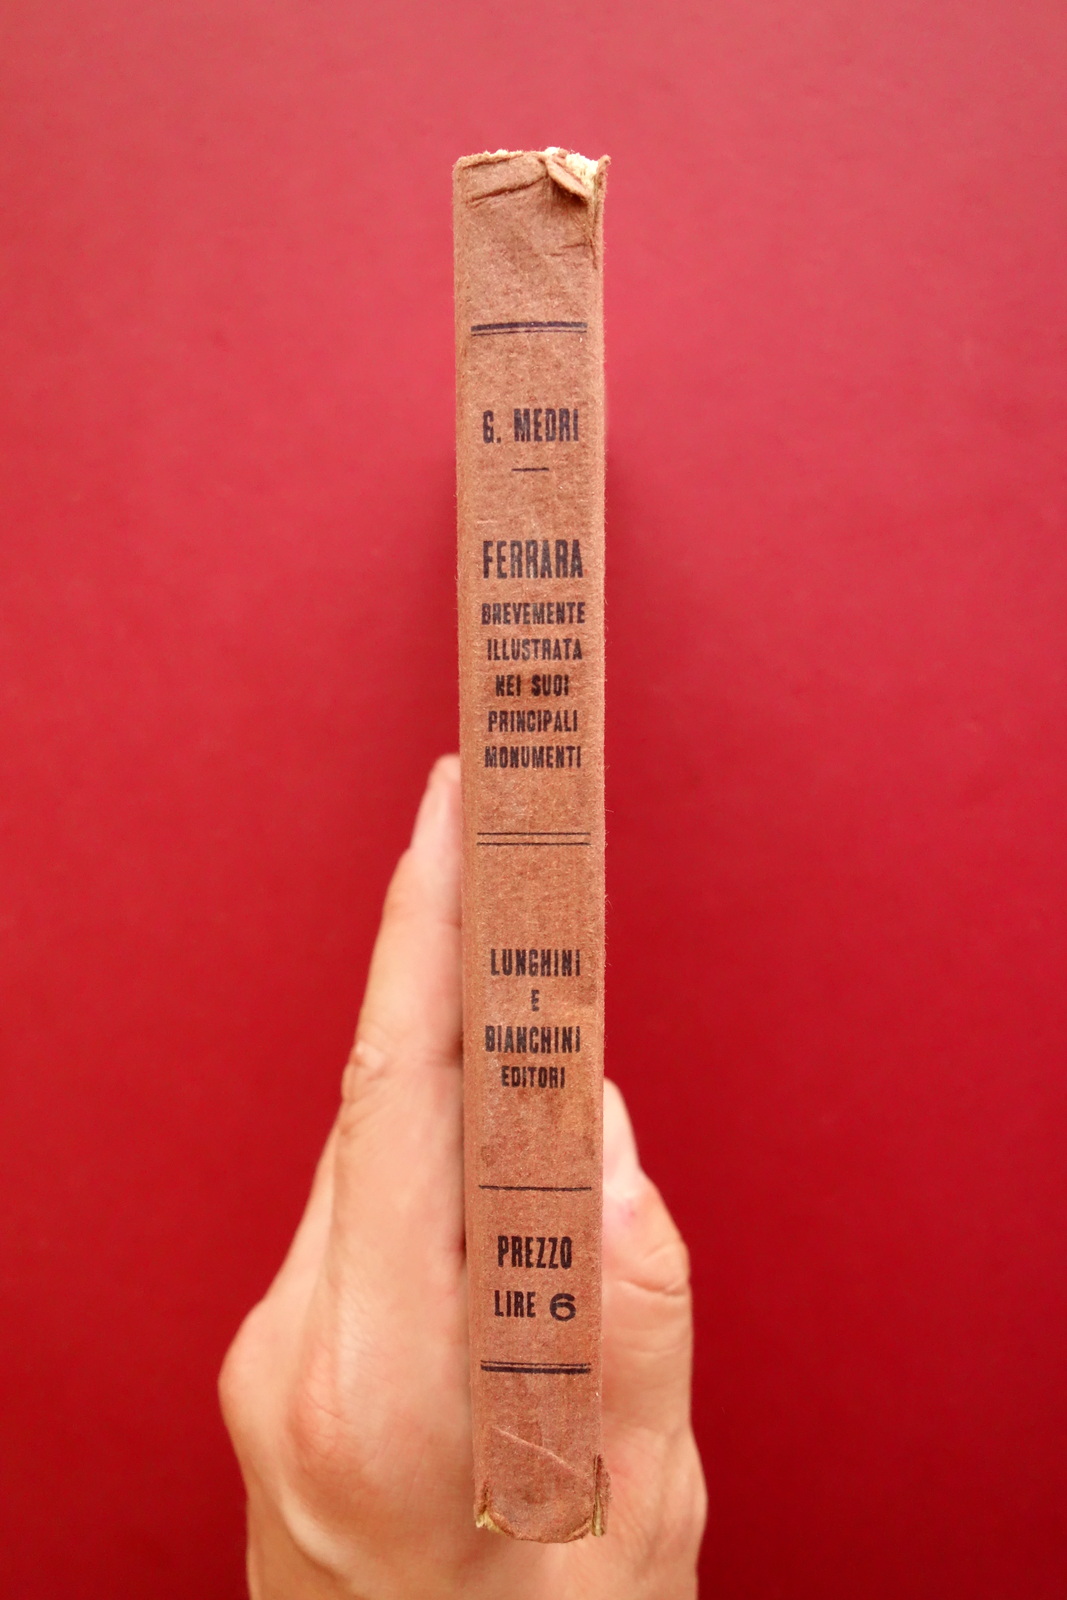 G. MEDRI
FERRARA
BREVEMENTE
ILLUSTRATA
NEI SUOI
PRINCIPALI
MONUMENTI
LUNGHINI
E
BIANCHINI
EDITORI
PREZZO
LIRE 6